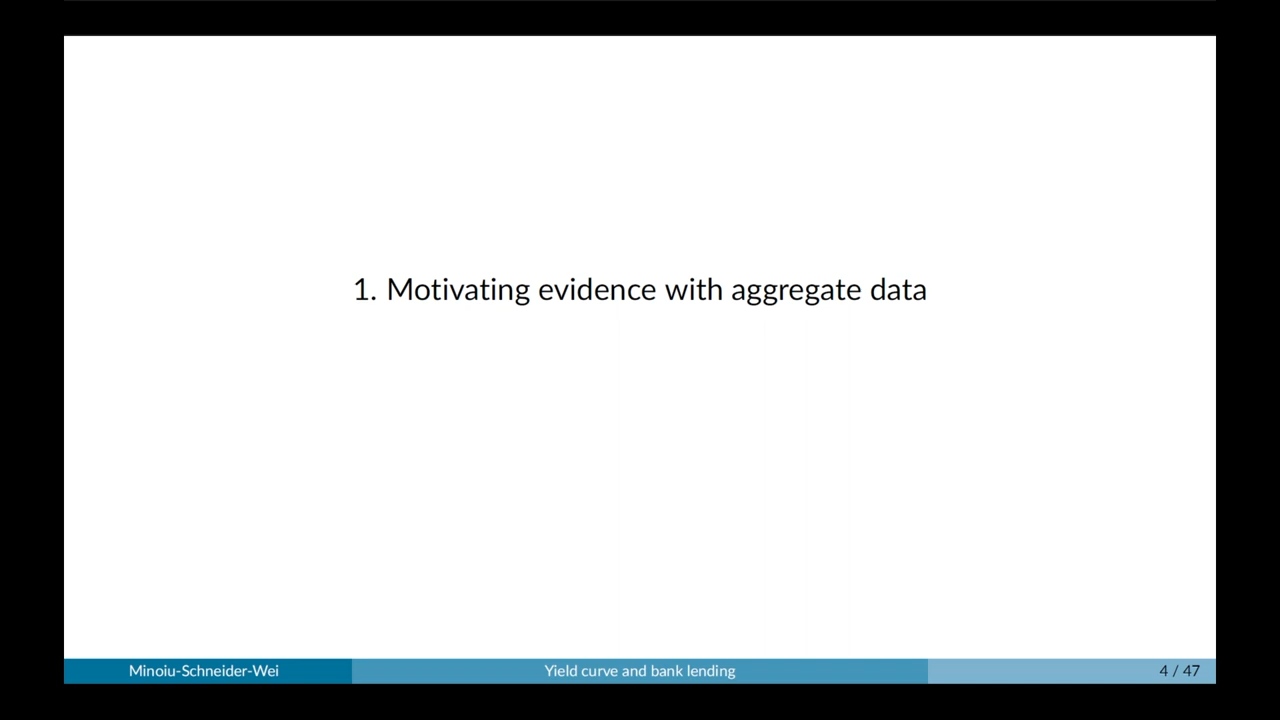 1. Motivating evidence with aggregate data
Minoiu-Schneider-Wei
Yield curve and bank lending
4 / 47